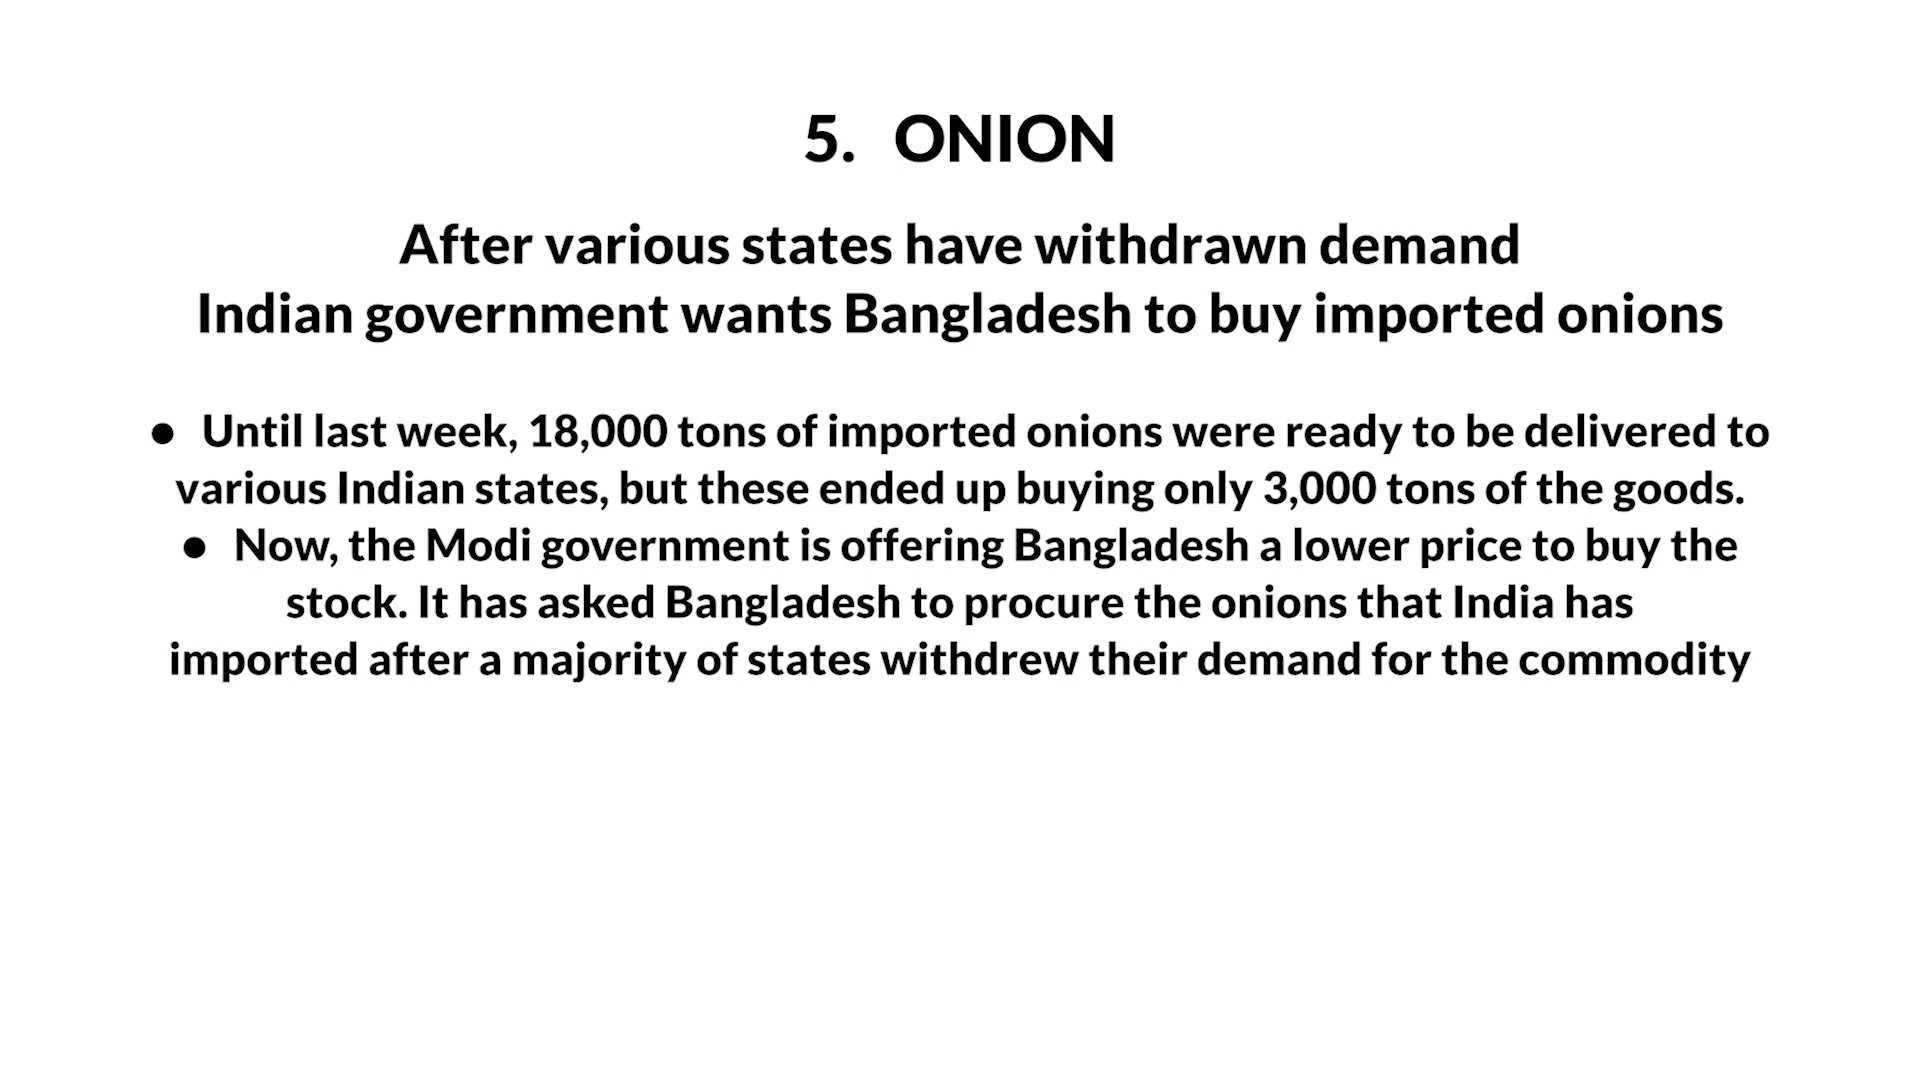 5. ONION
After various states have withdrawn demand
Indian government wants Bangladesh to buy imported onions
● Until last week, 18,000 tons of imported onions were ready to be delivered to
various Indian states, but these ended up buying only 3,000 tons of the goods.
● Now, the Modi government is offering Bangladesh a lower price to buy the
stock. It has asked Bangladesh to procure the onions that India has
imported after a majority of states withdrew their demand for the commodity